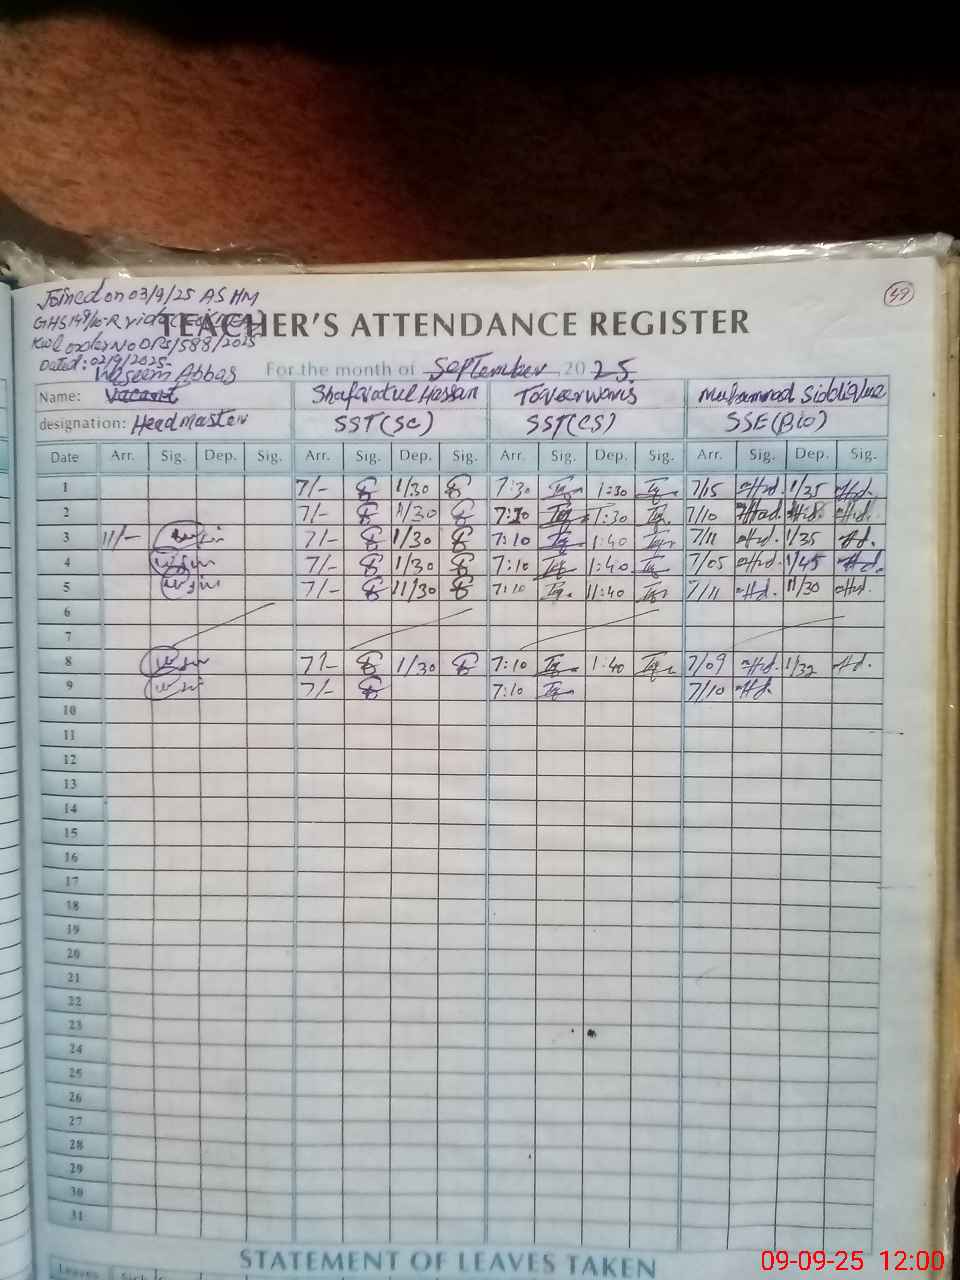 Joined on 03/9/25 AS HM
GHS 149/E-R vide
order No DPS/588/2025
Dated: 02/9/2025.
49
TEACHER'S ATTENDANCE REGISTER
For the month of September 2025
Waseem Abbas
Name: Vacant Shafaatul Hassan Muhammad Siddique
designation: Headmaster SST(SC) SST(CS) SSE(Bio)
Date Arr. Sig. Dep. Sig. Arr. Sig. Dep. Sig. Arr. Sig. Dep. Sig. Arr. Sig. Dep. Sig.
1 7/- 1/30 7:30 1:30 7/15 1/35
2 7/- 1/30 7:10 1:30 7/10
3 11/- 7/- 1/30 7:10 1:40 7/11 1/35
4 7/- 1/30 7:10 1:40 7/05 1/45
5 7/- 11/30 7:10 11:40 7/11 11/30
6
7
8 7/- 1/30 7:10 1:40 7/09 1/32
9 7/- 7:10 7/10
10
11
12
13
14
15
16
17
18
19
20
21
22
23
24
25
26
27
28
29
30
31
STATEMENT OF LEAVES TAKEN
Leaves
09-09-25 12:00